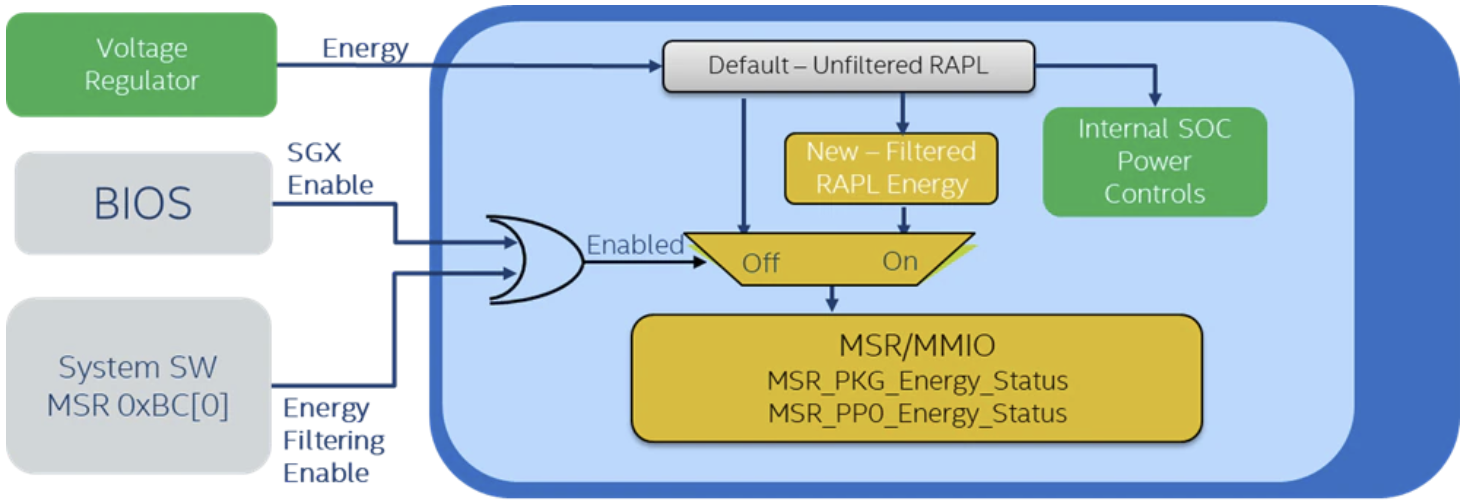 Voltage
Regulator
Energy
Default – Unfiltered RAPL
Internal SOC
Power
Controls
New – Filtered
RAPL Energy
BIOS
SGX
Enable
Enabled
Off
On
System SW
MSR 0xBC[0]
Energy
Filtering
Enable
MSR/MMIO
MSR_PKG_Energy_Status
MSR_PP0_Energy_Status